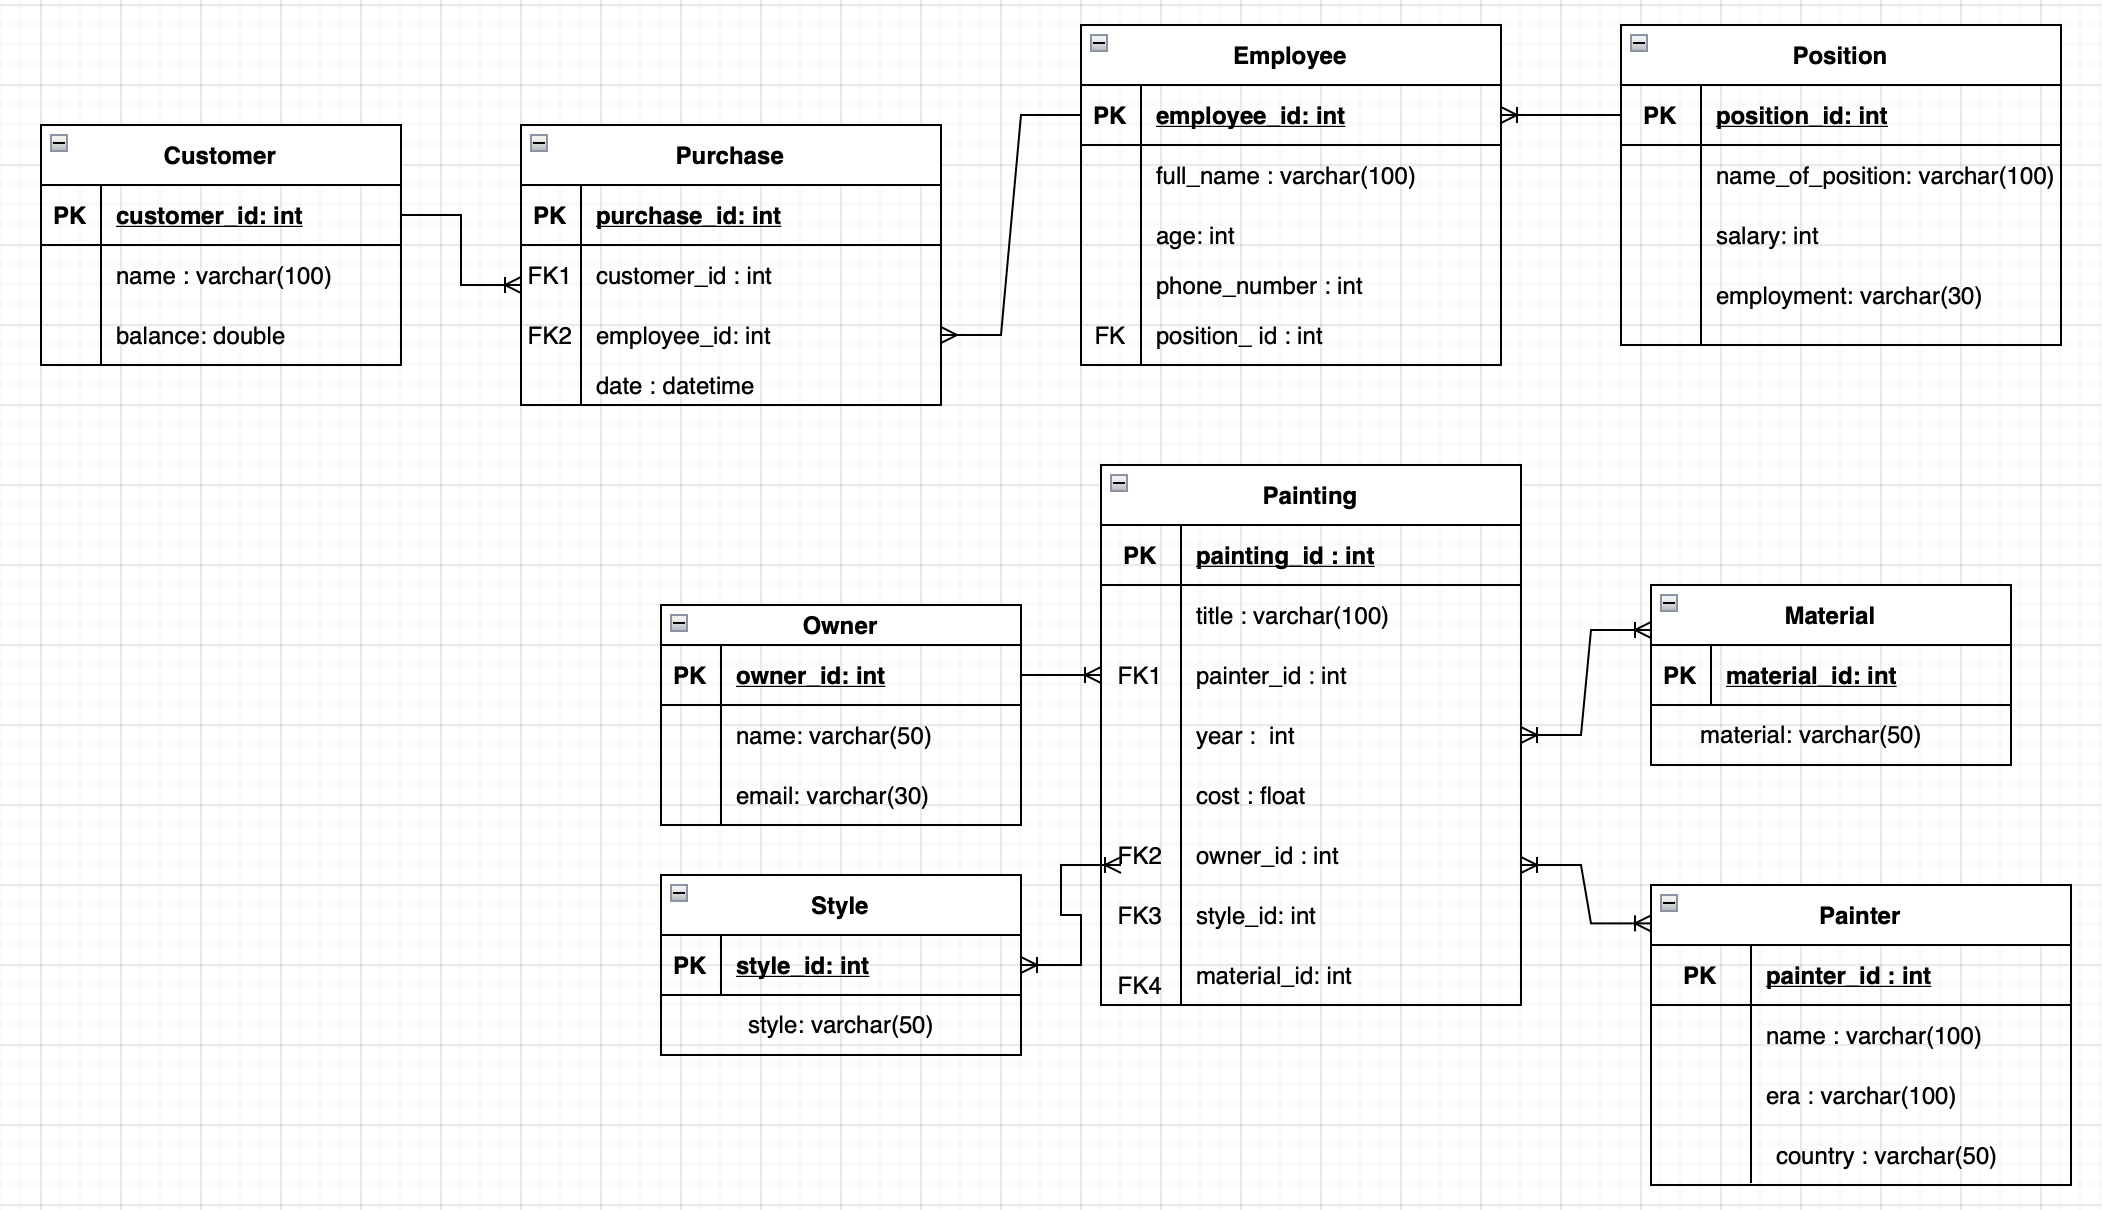 Employee
PK employee_id: int
full_name : varchar(100)
age: int
phone_number : int
FK position_ id : int
Position
PK position_id: int
name_of_position: varchar(100)
salary: int
employment: varchar(30)
Customer
PK customer_id: int
name : varchar(100)
balance: double
Purchase
PK purchase_id: int
FK1 customer_id : int
FK2 employee_id: int
date : datetime
Painting
PK painting_id : int
title : varchar(100)
FK1 painter_id : int
year : int
cost : float
FK2 owner_id : int
FK3 style_id: int
FK4 material_id: int
Owner
PK owner_id: int
name: varchar(50)
email: varchar(30)
Material
PK material_id: int
material: varchar(50)
Style
PK style_id: int
style: varchar(50)
Painter
PK painter_id : int
name : varchar(100)
era : varchar(100)
country : varchar(50)